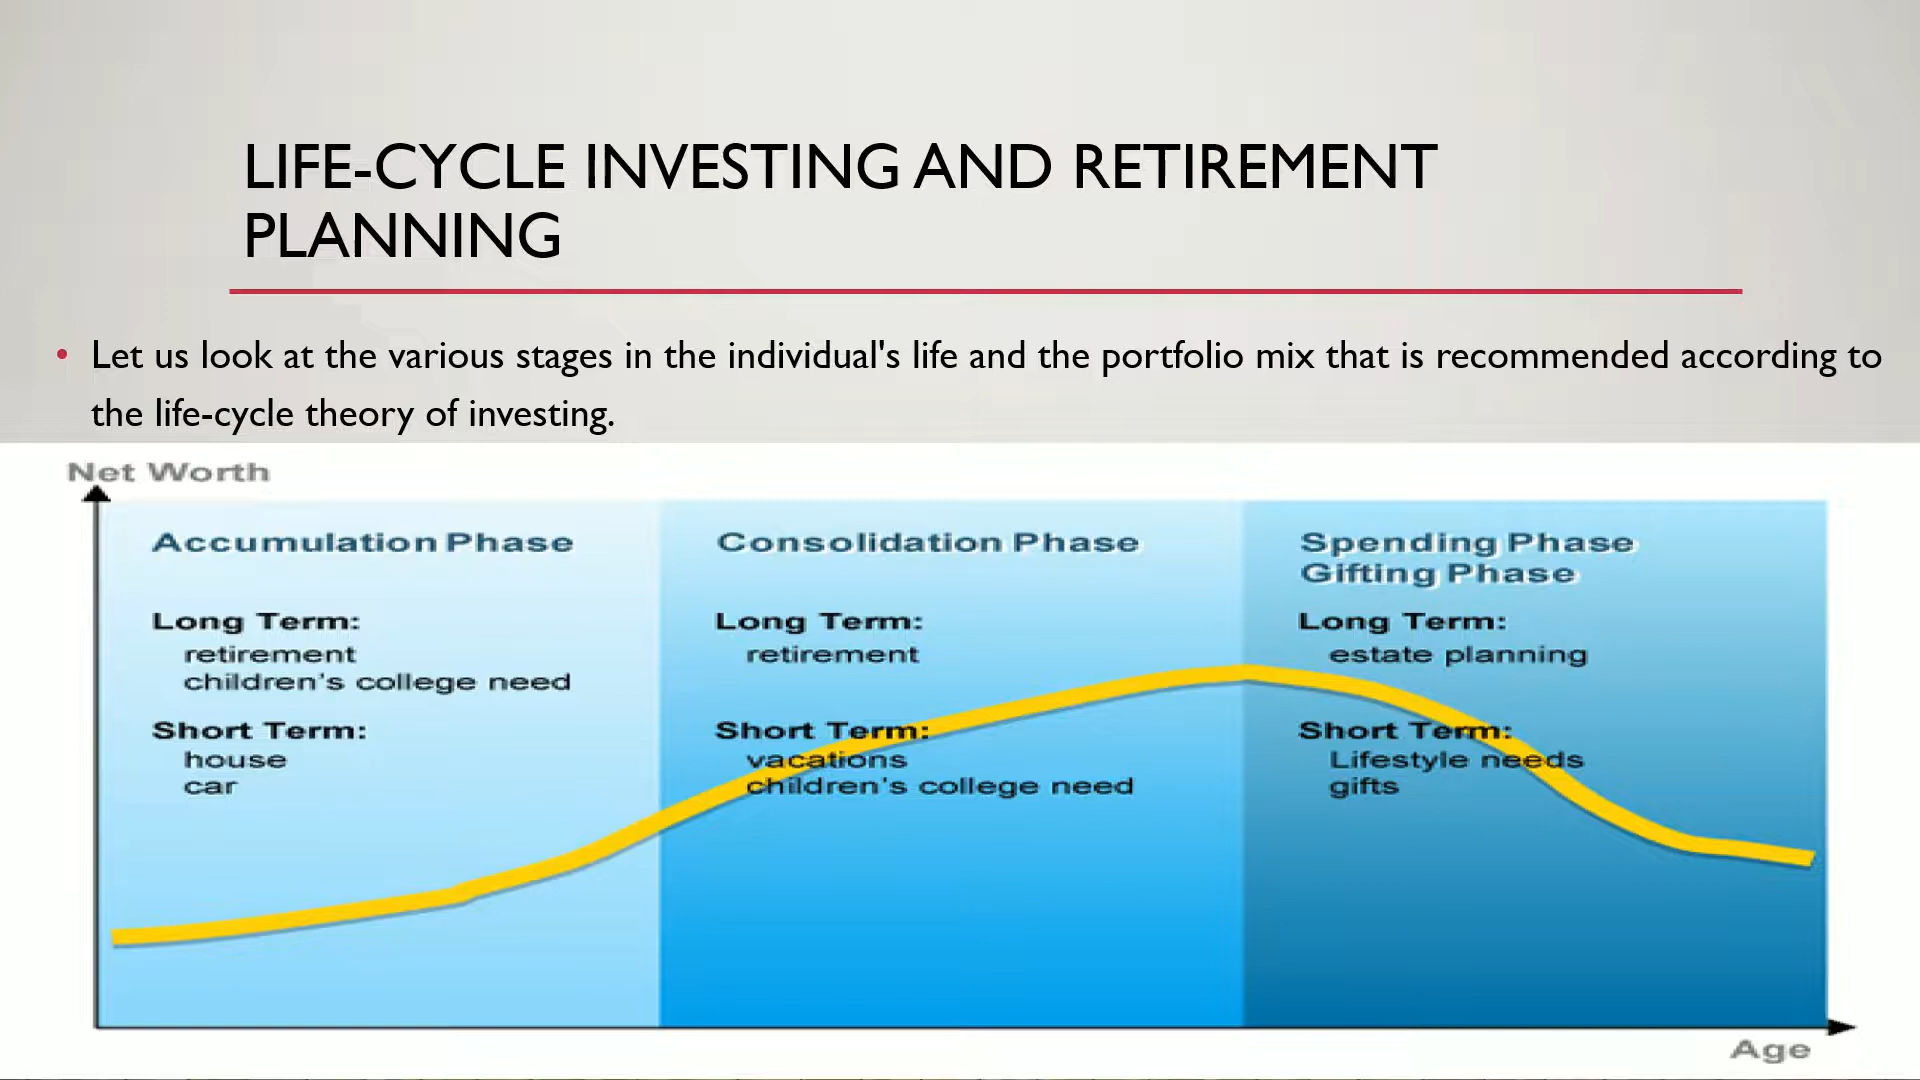 LIFE-CYCLE INVESTING AND RETIREMENT
PLANNING
• Let us look at the various stages in the individual's life and the portfolio mix that is recommended according to
the life-cycle theory of investing.
Net Worth
Accumulation Phase
Long Term:
retirement
children's college need
Short Term:
house
car
Consolidation Phase
Long Term:
retirement
Short Term:
vacations
children's college need
Spending Phase
Gifting Phase
Long Term:
estate planning
Short Term:
Lifestyle needs
gifts
Age